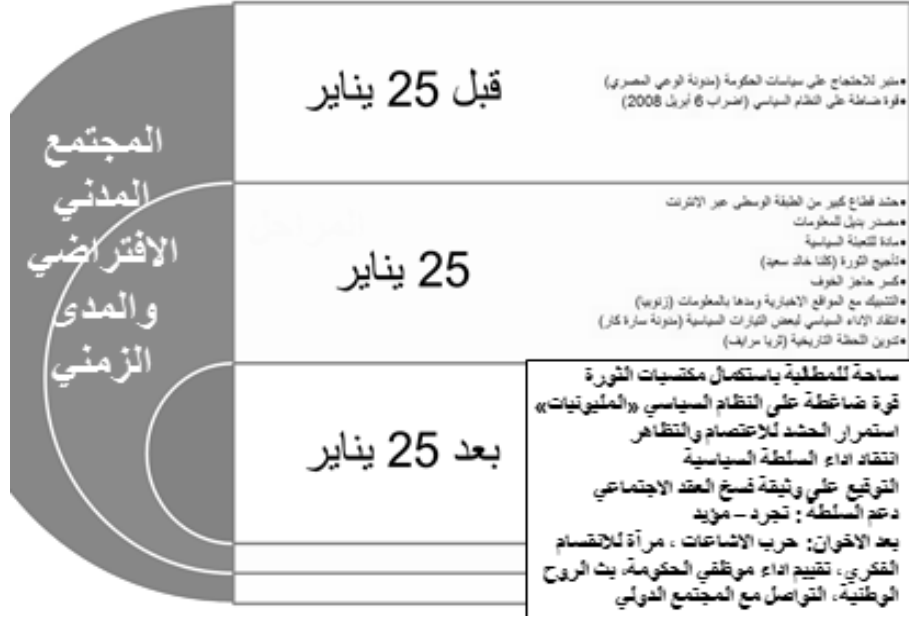 المجتمع
المدني
الافتراضي
والمدى
الزمني
المراحل
قبل 25 يناير
•منبر للاحتجاج على سياسات الحكومة (مدونة الوعي المصري)
•قوة ضاغطة على النظام السياسي (اضراب 6 أبريل 2008)
25 يناير
•حشد قطاع كبير من الطبقة الوسطى عبر الانترنت
•مصدر بديل للمعلومات
•مادة للتعبئة السياسية
•تأجيج الثورة (كلنا خالد سعيد)
•كسر حاجز الخوف
•التشبيك مع المواقع الاخبارية ومدها بالمعلومات (زنوبيا)
•انتقاد الاداء السياسي لبعض التيارات السياسية (مدونة سارة كار)
•تدوين اللحظة التاريخية (ثريا مرايف)
بعد 25 يناير
ساحة للمطالبة باستكمال مكتسبات الثورة
قوة ضاغطة على النظام السياسي «المليونيات»
استمرار الحشد للاعتصام والتظاهر
انتقاد اداء السلطة السياسية
التوقيع علي وثيقة فسخ العقد الاجتماعي
دعم السلطة : تجرد – مؤيد
بعد الاخوان: حرب الاشاعات ، مرآة للانقسام
الفكري، تقييم اداء موظفي الحكومة، بث الروح
الوطنية، التواصل مع المجتمع الدولي